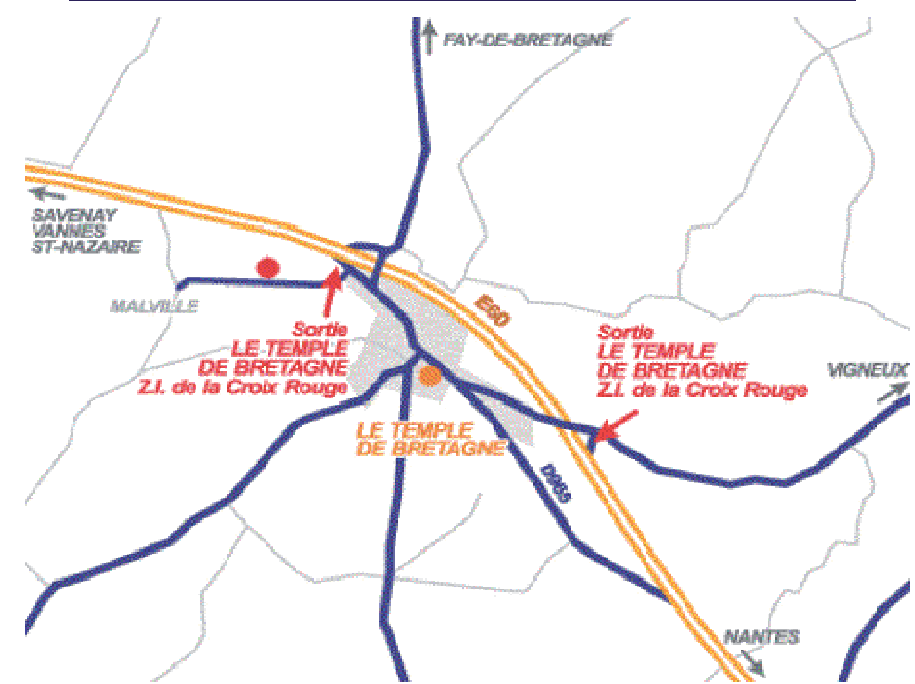 FAY-DE-BRETAGNE
SAVENAY
VANNES
ST-NAZAIRE
MALVILLE
E60
Sortie
LE TEMPLE
DE BRETAGNE
Z.I. de la Croix Rouge
Sortie
LE TEMPLE
DE BRETAGNE
Z.I. de la Croix Rouge
VIGNEUX
LE TEMPLE
DE BRETAGNE
D965
NANTES